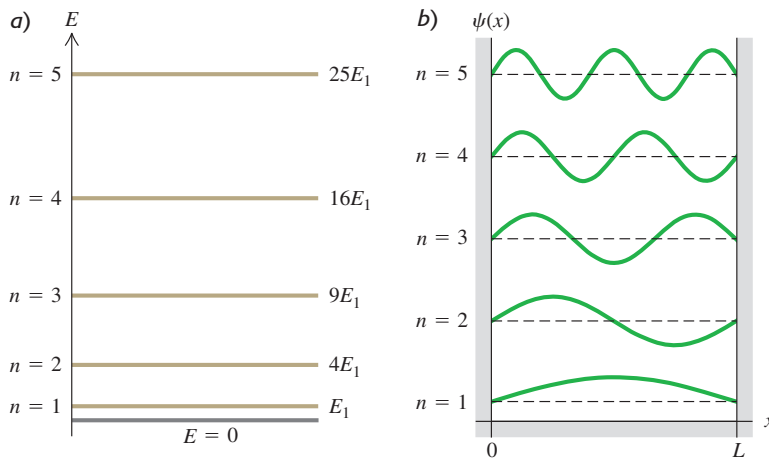 a)
E
n = 5 25E₁
n = 4 16E₁
n = 3 9E₁
n = 2 4E₁
n = 1 E₁
E = 0
b)
ψ(x)
n = 5
n = 4
n = 3
n = 2
n = 1
x
0 L